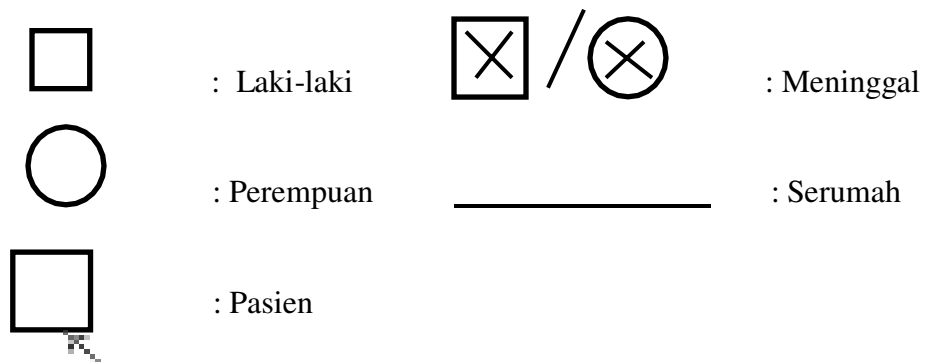 : Laki-laki
: Meninggal
: Perempuan
: Serumah
: Pasien